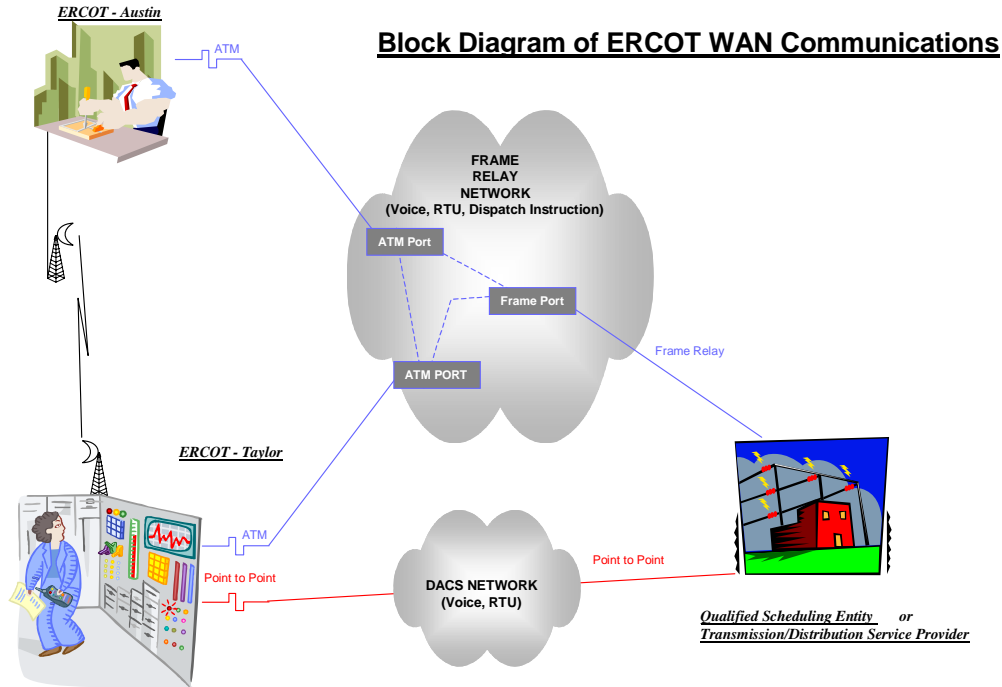 ERCOT - Austin
ATM
Block Diagram of ERCOT WAN Communications
FRAME
RELAY
NETWORK
(Voice, RTU, Dispatch Instruction)
ATM Port
Frame Port
ATM PORT
Frame Relay
ERCOT - Taylor
ATM
Point to Point
DACS NETWORK
(Voice, RTU)
Point to Point
Qualified Scheduling Entity or
Transmission/Distribution Service Provider